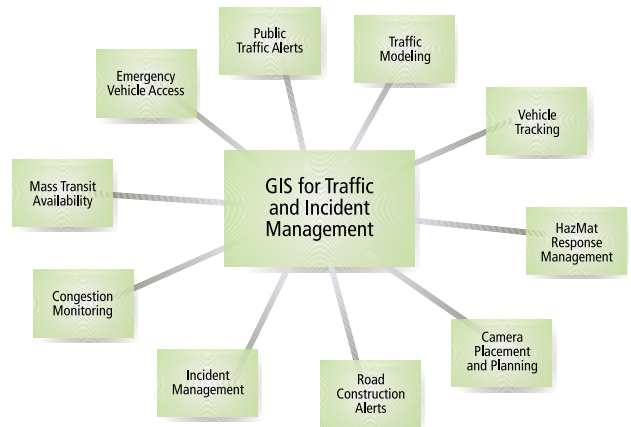 Public
Traffic Alerts
Traffic
Modeling
Emergency
Vehicle Access
Vehicle
Tracking
GIS for Traffic
and Incident
Management
Mass Transit
Availability
HazMat
Response
Management
Congestion
Monitoring
Camera
Placement
and Planning
Incident
Management
Road
Construction
Alerts